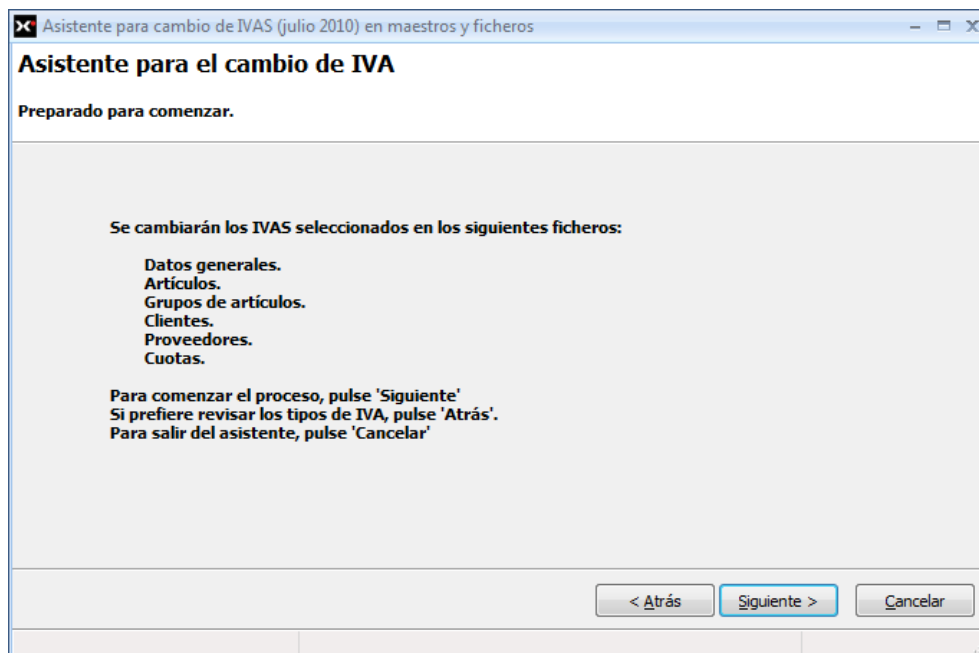 Asistente para cambio de IVAS (julio 2010) en maestros y ficheros
Asistente para el cambio de IVA
Preparado para comenzar.
Se cambiarán los IVAS seleccionados en los siguientes ficheros:
Datos generales.
Artículos.
Grupos de artículos.
Clientes.
Proveedores.
Cuotas.
Para comenzar el proceso, pulse 'Siguiente'
Si prefiere revisar los tipos de IVA, pulse 'Atrás'.
Para salir del asistente, pulse 'Cancelar'
< Atrás Siguiente > Cancelar